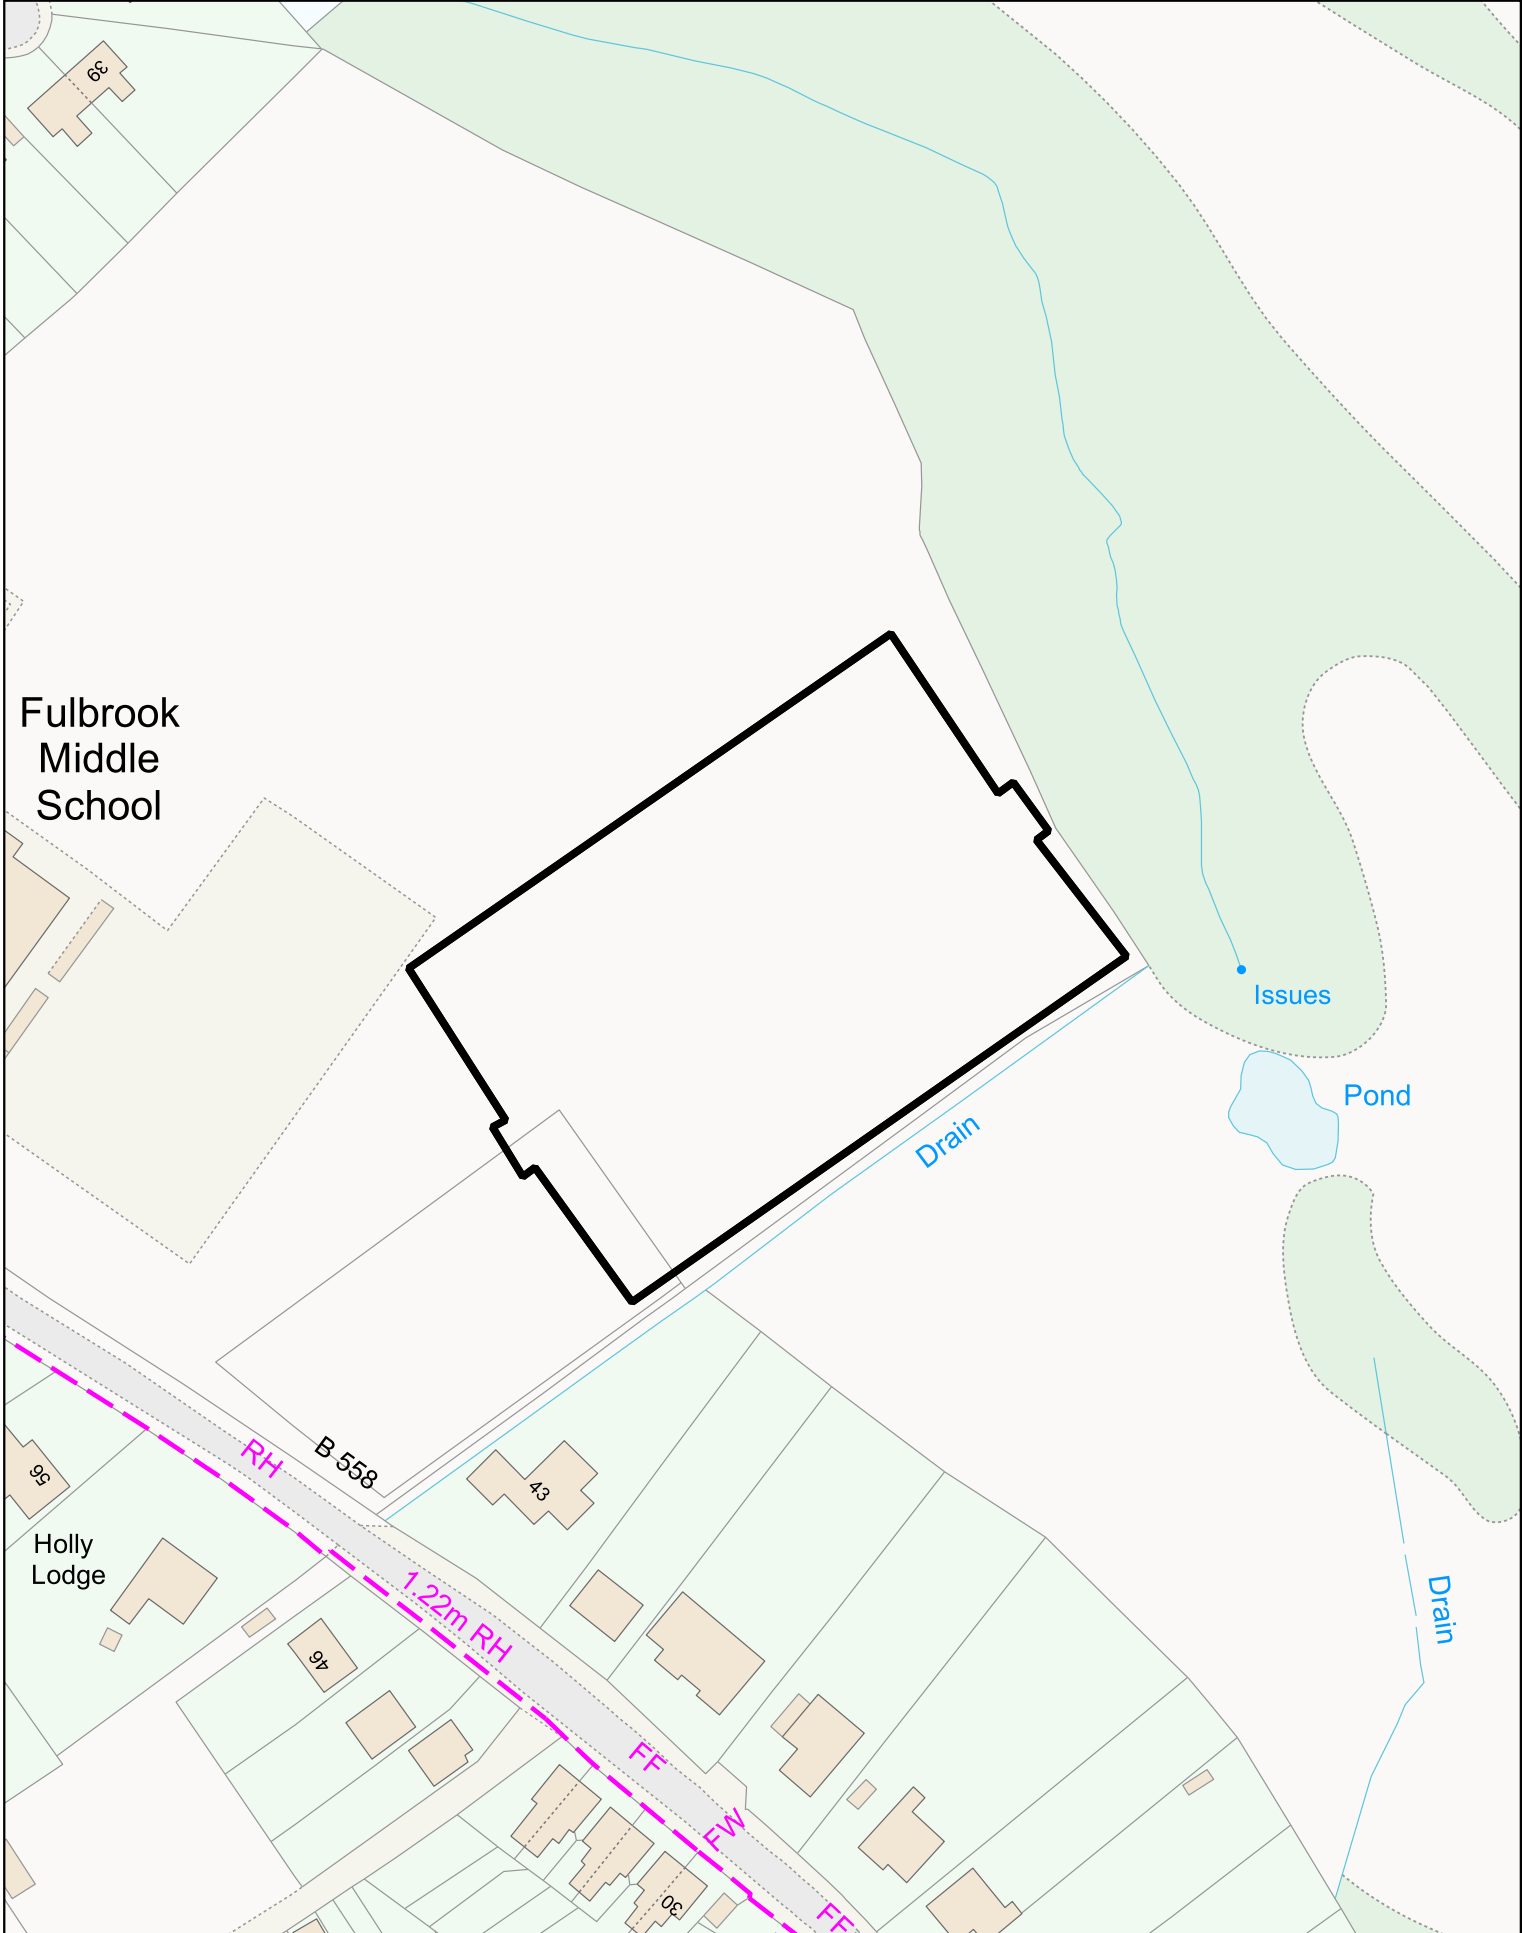 39
Fulbrook
Middle
School
Issues
Pond
Drain
RH
B 558
56
43
Holly
Lodge
1.22m RH
Drain
46
FF
FW
30
FF